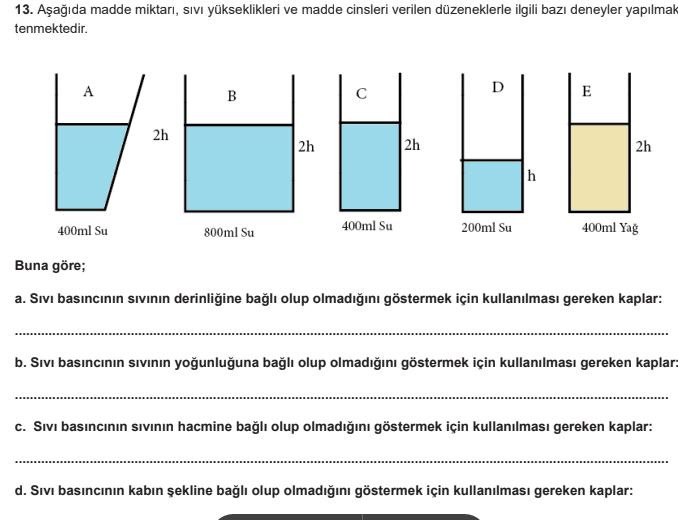 13. Aşağıda madde miktarı, sıvı yükseklikleri ve madde cinsleri verilen düzeneklerle ilgili bazı deneyler yapılmak
tenmektedir.
A
B
C
D
E
2h
2h
2h
h
2h
400ml Su
800ml Su
400ml Su
200ml Su
400ml Yağ
Buna göre;
a. Sıvı basıncının sıvının derinliğine bağlı olup olmadığını göstermek için kullanılması gereken kaplar:
b. Sıvı basıncının sıvının yoğunluğuna bağlı olup olmadığını göstermek için kullanılması gereken kaplar:
c. Sıvı basıncının sıvının hacmine bağlı olup olmadığını göstermek için kullanılması gereken kaplar:
d. Sıvı basıncının kabın şekline bağlı olup olmadığını göstermek için kullanılması gereken kaplar: